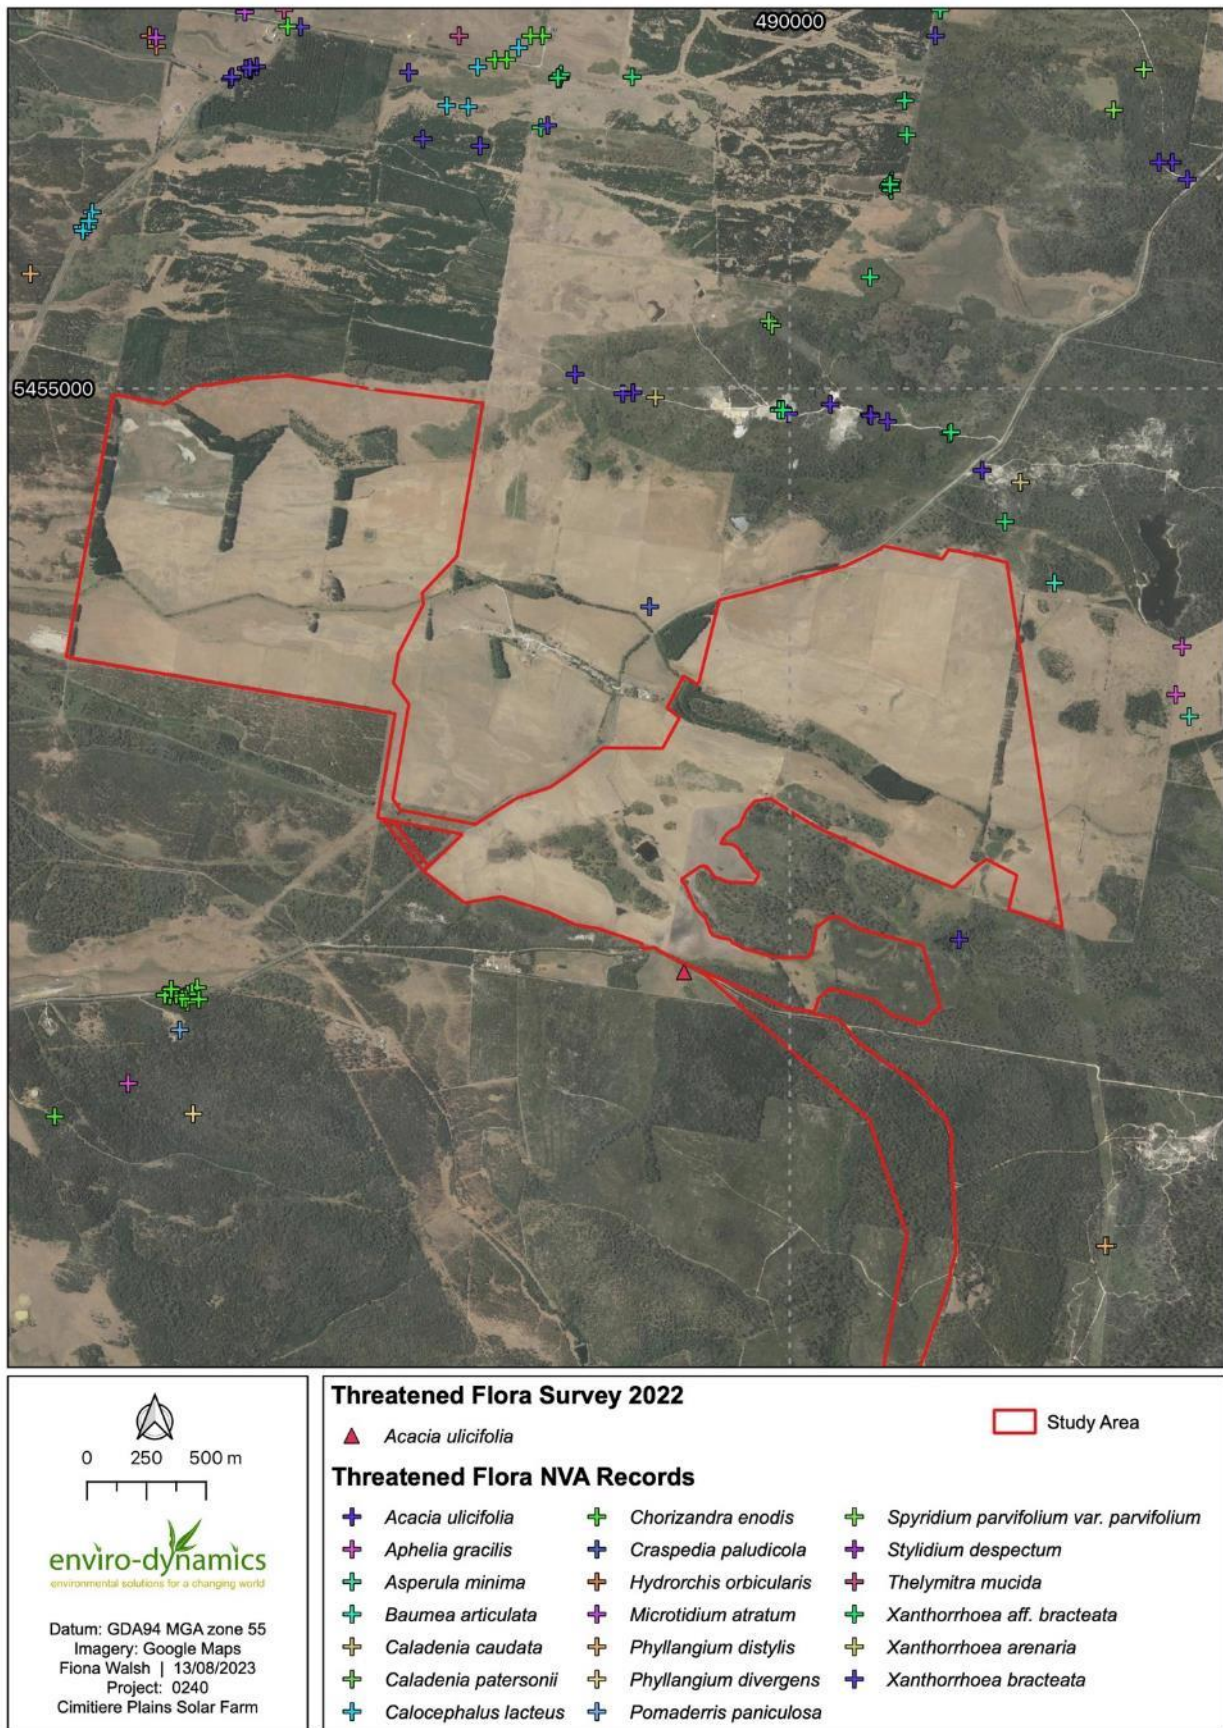 490000
5455000
0 250 500 m
enviro-dynamics
environmental solutions for a changing world
Datum: GDA94 MGA zone 55
Imagery: Google Maps
Fiona Walsh | 13/08/2023
Project: 0240
Cimitiere Plains Solar Farm
Threatened Flora Survey 2022
Acacia ulicifolia
Study Area
Threatened Flora NVA Records
Acacia ulicifolia
Aphelia gracilis
Asperula minima
Baumea articulata
Caladenia caudata
Caladenia patersonii
Calocephalus lacteus
Chorizandra enodis
Craspedia paludicola
Hydrorchis orbicularis
Microtidium atratum
Phyllangium distylis
Phyllangium divergens
Pomaderris paniculosa
Spyridium parvifolium var. parvifolium
Stylidium despectum
Thelymitra mucida
Xanthorrhoea aff. bracteata
Xanthorrhoea arenaria
Xanthorrhoea bracteata